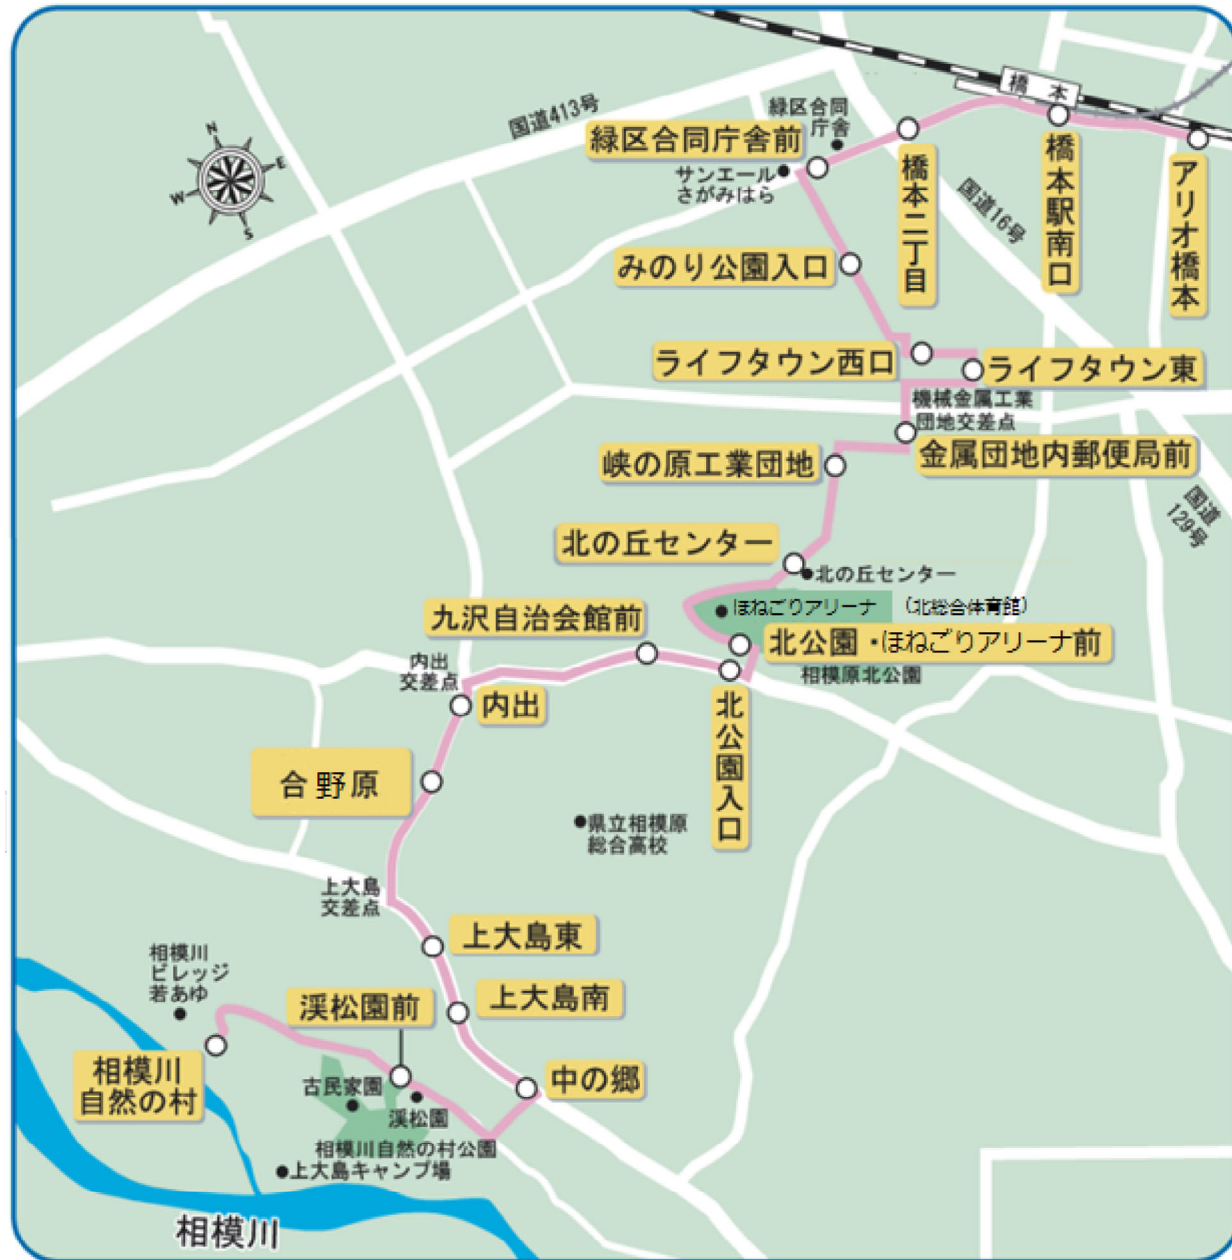 橋本
国道413号
緑区合同
庁舎
緑区合同庁舎前
サンエール
さがみはら
橋本二丁目
国道16号
橋本駅南口
アリオ橋本
N
E
W
S
みのり公園入口
ライフタウン西口
ライフタウン東
機械金属工業
団地交差点
金属団地内郵便局前
峡の原工業団地
国道
129号
北の丘センター
北の丘センター
ほねごりアリーナ (北総合体育館)
九沢自治会館前
北公園・ほねごりアリーナ前
相模原北公園
内出
交差点
内出
北公園入口
合野原
県立相模原
総合高校
上大島
交差点
上大島東
相模川
ビレッジ
若あゆ
渓松園前
上大島南
相模川
自然の村
古民家園
渓松園
中の郷
相模川自然の村公園
上大島キャンプ場
相模川